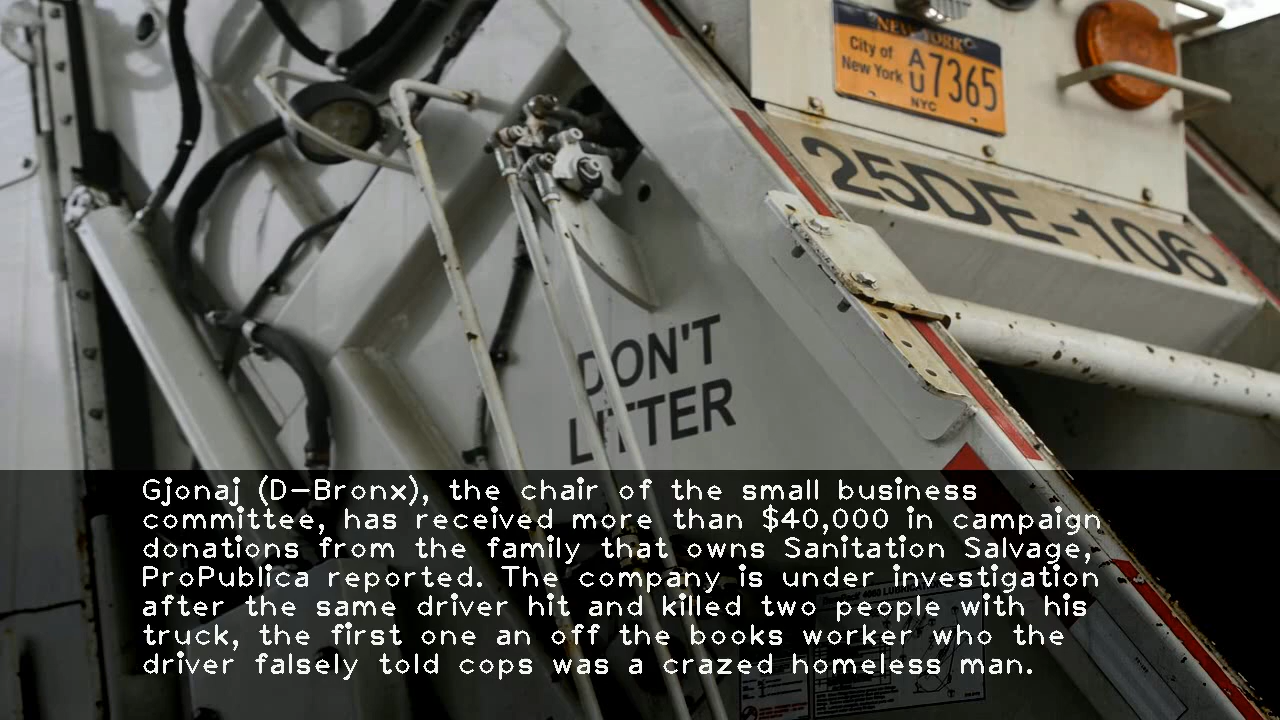 NEW YORK
City of
New York
AU 7365
NYC
25DE-106
DON'T
LITTER
Gjonaj (D-Bronx), the chair of the small business
committee, has received more than $40,000 in campaign
donations from the family that owns Sanitation Salvage,
ProPublica reported. The company is under investigation
after the same driver hit and killed two people with his
truck, the first one an off the books worker who the
driver falsely told cops was a crazed homeless man.